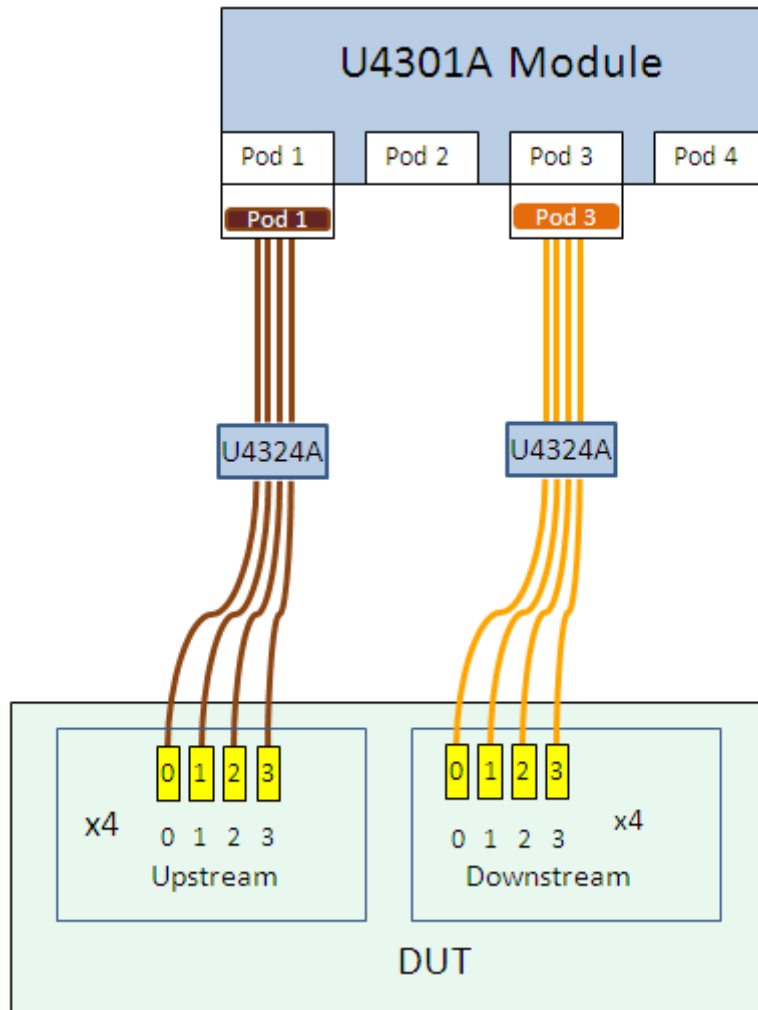 U4301A Module
Pod 1 Pod 2 Pod 3 Pod 4
Pod 1 Pod 3
U4324A U4324A
0 1 2 3 0 1 2 3
x4 x4
0 1 2 3 0 1 2 3
Upstream Downstream
DUT